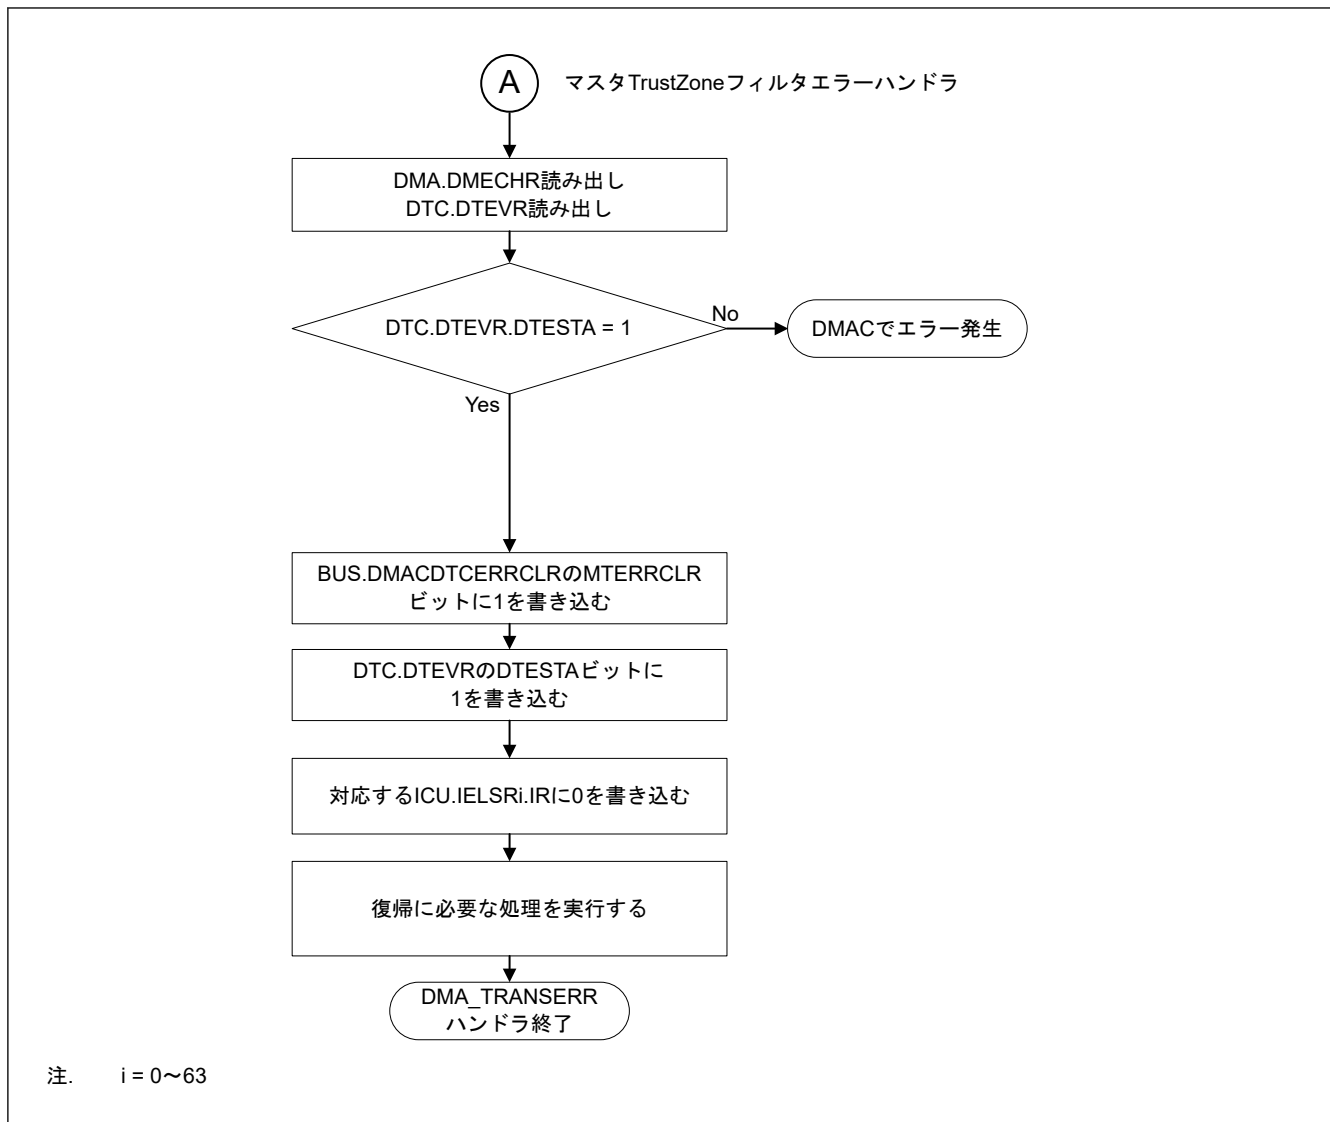 A
マスタTrustZoneフィルタエラーハンドラ
DMA.DMECHR読み出し
DTC.DTEVR読み出し
DTC.DTEVR.DTESTA = 1
No
DMACでエラー発生
Yes
BUS.DMACDTCERRCLRのMTERRCLR
ビットに1を書き込む
DTC.DTEVRのDTESTAビットに
1を書き込む
対応するICU.IELSRi.IRに0を書き込む
復帰に必要な処理を実行する
DMA_TRANSERR
ハンドラ終了
注. i = 0～63